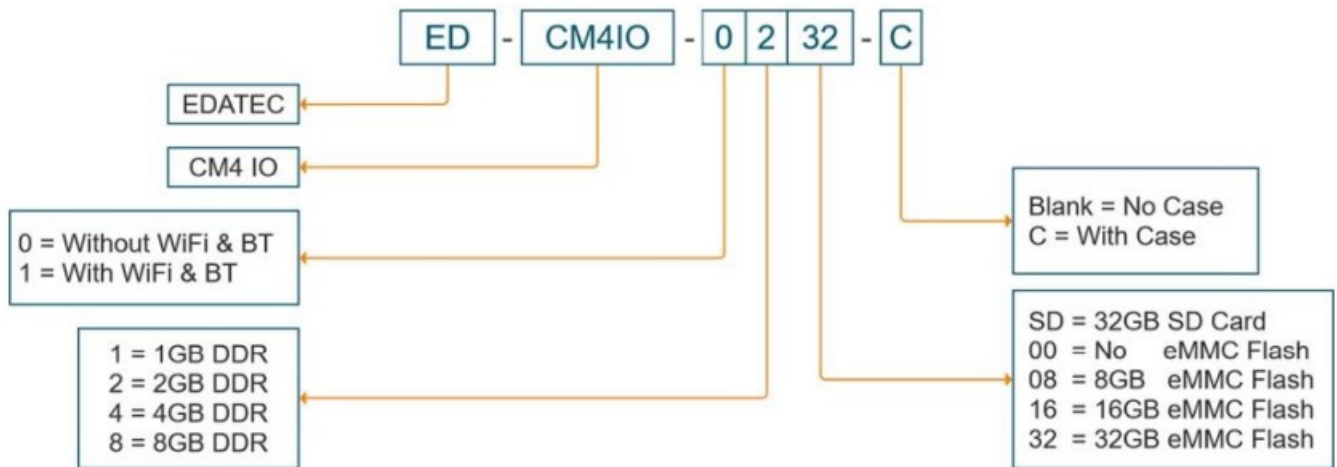 ED - CM4IO - 0 2 32 - C
EDATEC
CM4 IO
0 = Without WiFi & BT
1 = With WiFi & BT
1 = 1GB DDR
2 = 2GB DDR
4 = 4GB DDR
8 = 8GB DDR
Blank = No Case
C = With Case
SD = 32GB SD Card
00 = No eMMC Flash
08 = 8GB eMMC Flash
16 = 16GB eMMC Flash
32 = 32GB eMMC Flash